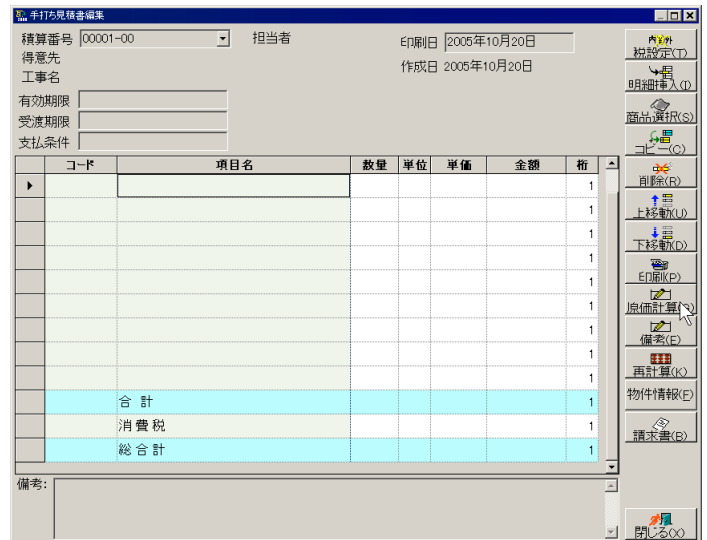 手打ち見積書編集
積算番号 00001-00 担当者 印刷日 2005年10月20日
得意先 作成日 2005年10月20日
工事名
有効期限
受渡期限
支払条件
コード 項目名 数量 単位 単価 金額 桁
1
1
1
1
1
1
1
1
1
合 計 1
消費税 1
総合計 1
備考:
内¥外
税設定(T)
明細挿入(I)
商品選択(S)
コピー(C)
削除(R)
上移動(U)
下移動(D)
印刷(P)
原価計算(G)
備考(E)
再計算(K)
物件情報(F)
請求書(B)
閉じる(X)